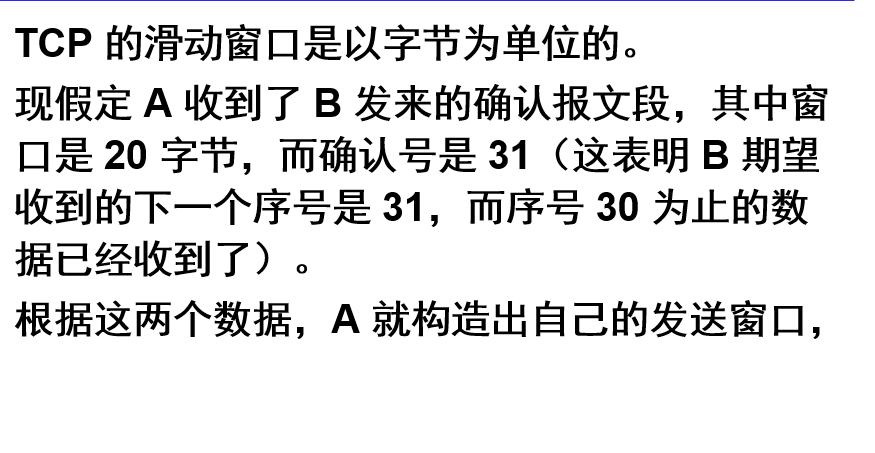 TCP 的滑动窗口是以字节为单位的。
现假定 A 收到了 B 发来的确认报文段，其中窗
口是 20 字节，而确认号是 31（这表明 B 期望
收到的下一个序号是 31，而序号 30 为止的数
据已经收到了）。
根据这两个数据，A 就构造出自己的发送窗口，